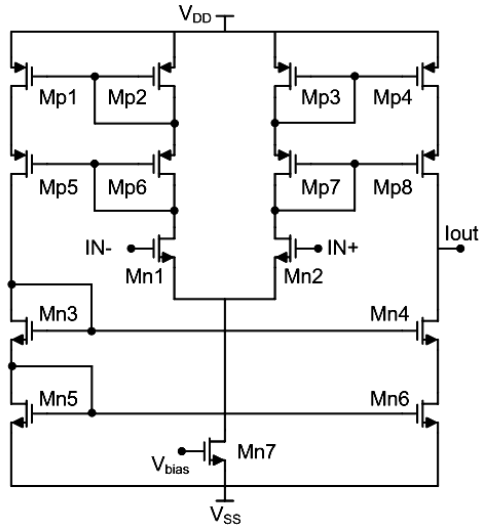 VDD
Mp1 Mp2 Mp3 Mp4
Mp5 Mp6 Mp7 Mp8
IN- IN+ Iout
Mn1 Mn2
Mn3 Mn4
Mn5 Mn6
Vbias Mn7
VSS